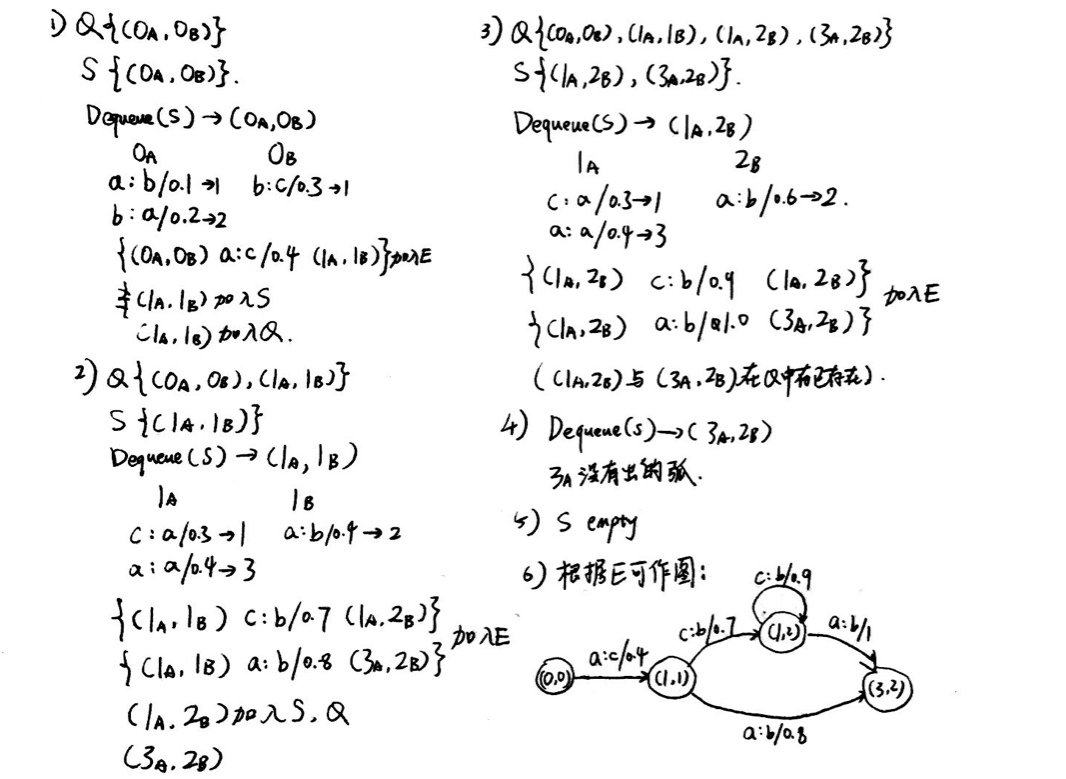 1) Q{(0A,0B)}
S{(0A,0B)}.
Dequeue(S)→(0A,0B)
0A 0B
a:b/0.1→1 b:c/0.3→1
b:a/0.2→2
{(0A,0B) a:c/0.4 (1A,1B)}加入E
(1A,1B)加入S
(1A,1B)加入Q.
2) Q{(0A,0B),(1A,1B)}
S{(1A,1B)}
Dequeue(S)→(1A,1B)
1A 1B
c:a/0.3→1 a:b/0.4→2
a:a/0.4→3
{(1A,1B) c:b/0.7 (1A,2B)}
{(1A,1B) a:b/0.8 (3A,2B)}
加入E
(1A,2B)加入S,Q
(3A,2B)
3) Q{(0A,0B),(1A,1B),(1A,2B),(3A,2B)}
S{(1A,2B),(3A,2B)}.
Dequeue(S)→(1A,2B)
1A 2B
c:a/0.3→1 a:b/0.6→2.
a:a/0.4→3
{(1A,2B) c:b/0.9 (1A,2B)}
{(1A,2B) a:b/1.0 (3A,2B)}
加入E
((1A,2B)与(3A,2B)在Q中已存在).
4) Dequeue(S)→(3A,2B)
3A没有出的弧.
5) S empty
6) 根据E可作图:
c:b/0.9
c:b/0.7 (1,2) a:b/1
(0,0) a:c/0.4 (1,1) (3,2)
a:b/0.8